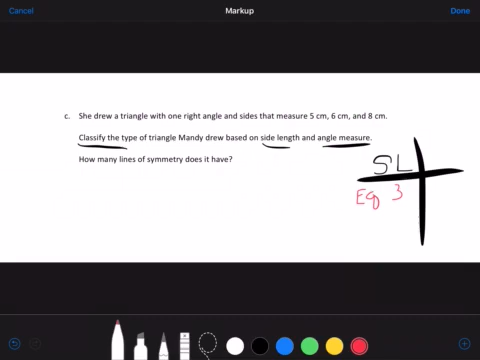 Cancel Markup Done
c. She drew a triangle with one right angle and sides that measure 5 cm, 6 cm, and 8 cm.
Classify the type of triangle Mandy drew based on side length and angle measure.
How many lines of symmetry does it have?
SL
Eq 3